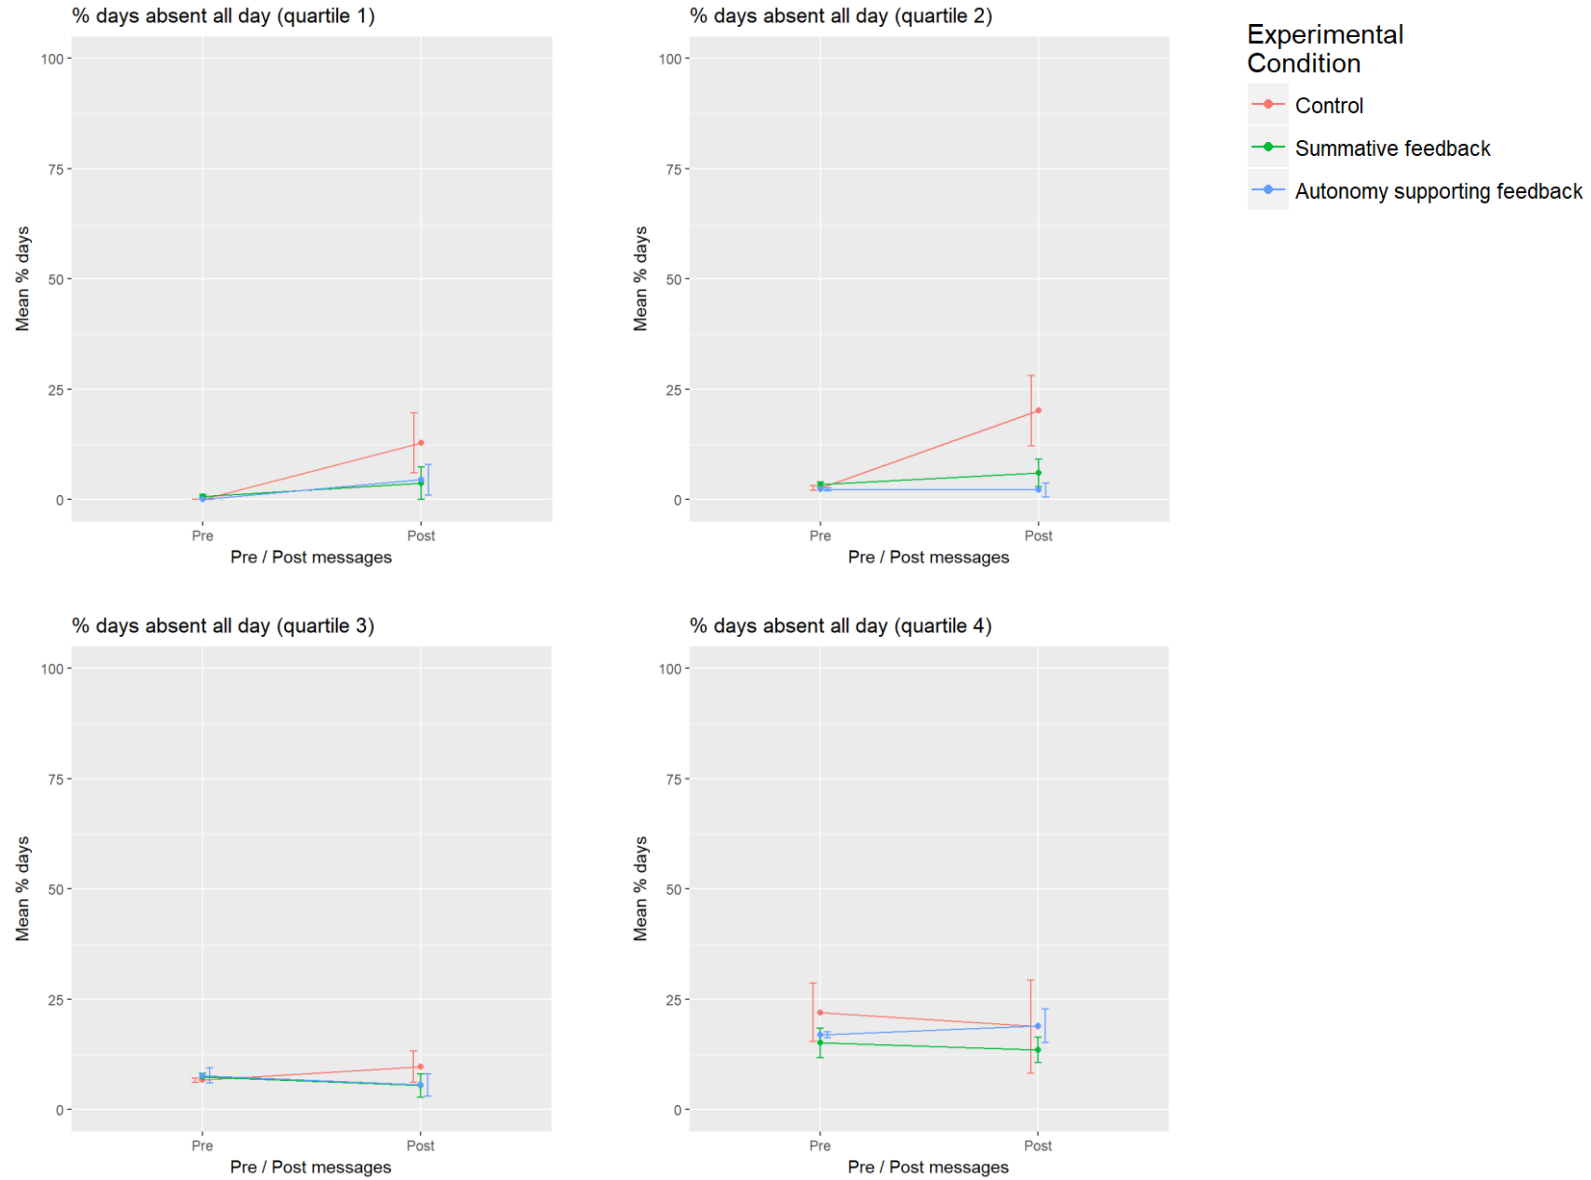 % days absent all day (quartile 1)
100
75
50
25
0
Mean % days
Pre
Post
Pre / Post messages
% days absent all day (quartile 2)
100
75
50
25
0
Mean % days
Pre
Post
Pre / Post messages
Experimental
Condition
Control
Summative feedback
Autonomy supporting feedback
% days absent all day (quartile 3)
100
75
50
25
0
Mean % days
Pre
Post
Pre / Post messages
% days absent all day (quartile 4)
100
75
50
25
0
Mean % days
Pre
Post
Pre / Post messages